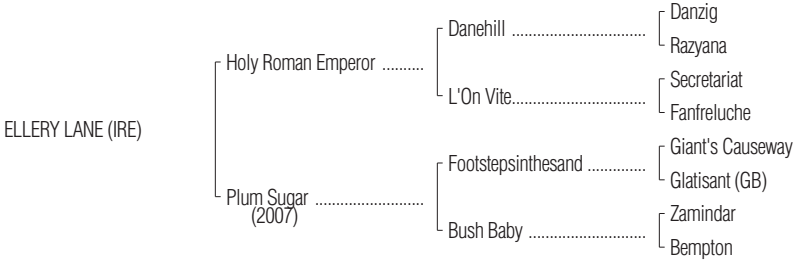 Danzig
Danehill ................................
Razyana
Holy Roman Emperor ..........
Secretariat
L'On Vite................................
Fanfreluche
ELLERY LANE (IRE)
Giant's Causeway
Footstepsinthesand ..............
Glatisant (GB)
Plum Sugar ..........................
(2007)
Zamindar
Bush Baby ............................
Bempton